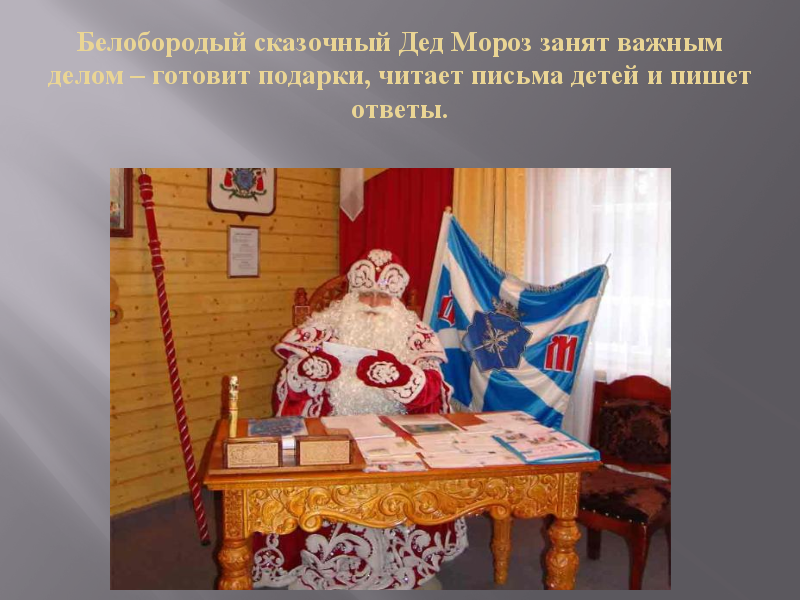 Белобородый сказочный Дед Мороз занят важным
делом – готовит подарки, читает письма детей и пишет
ответы.
Д
М